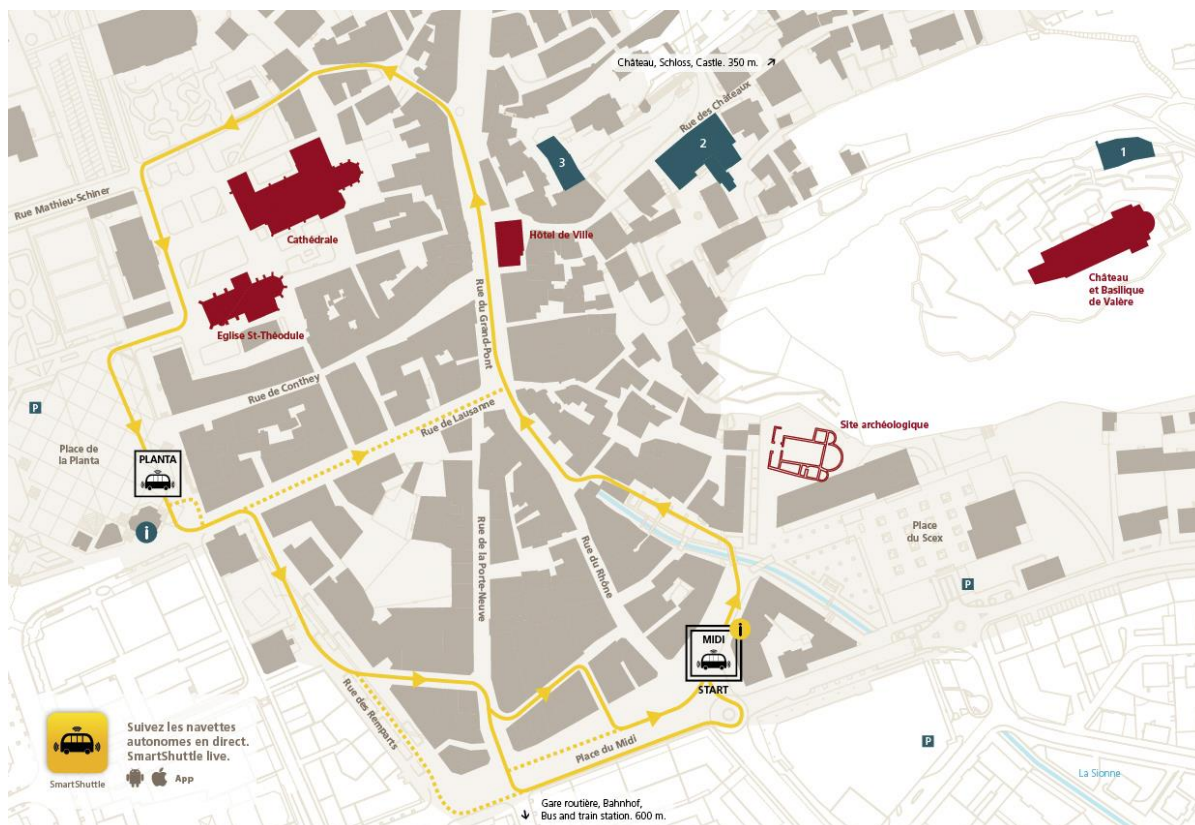 Château, Schloss, Castle. 350 m.
Rue des Châteaux
3
2
1
Rue Mathieu-Schiner
Cathédrale
Hôtel de Ville
Château
et Basilique
de Valère
Eglise St-Théodule
Rue du Grand-Pont
Rue de Conthey
Rue de Lausanne
P
Place de
la Planta
PLANTA
i
Site archéologique
Place
du Scex
P
Rue de la Porte-Neuve
Rue du Rhône
MIDI
i
START
Rue des Remparts
Place du Midi
P
La Sionne
Suivez les navettes
autonomes en direct.
SmartShuttle live.
App
SmartShuttle
Gare routière, Bahnhof,
Bus and train station. 600 m.